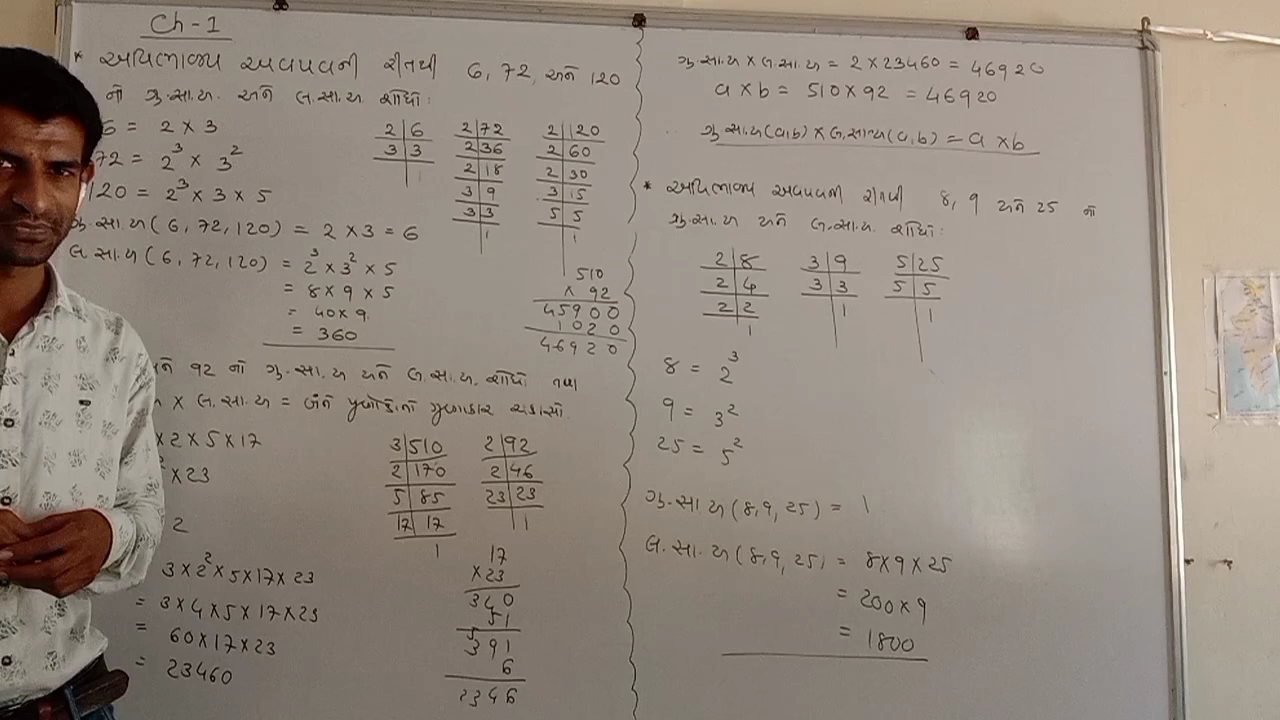 Ch-1
* અવિભાજ્ય અવયવની રીતથી 6, 72, અને 120
નો ગુ.સા.અ. અને લ.સા.અ. શોધો:
6 = 2 × 3
72 = 2³ × 3²
120 = 2³ × 3 × 5
ગુ.સા.અ (6, 72, 120) = 2 × 3 = 6
લ.સા.અ (6, 72, 120) = 2³ × 3² × 5
= 8 × 9 × 5
= 40 × 9
= 360
2 | 6
3 | 3
1
2 | 72
2 | 36
2 | 18
3 | 9
3 | 3
1
2 | 120
2 | 60
2 | 30
3 | 15
5 | 5
1
510
× 92
45900
1020
46920
અને 92 નો ગુ.સા.અ અને લ.સા.અ. શોધો તથા
× લ.સા.અ = બંને પૂર્ણાંકોનો ગુણાકાર ચકાસો
× 2 × 5 × 17
× 23
2
3 × 2² × 5 × 17 × 23
= 3 × 4 × 5 × 17 × 23
= 60 × 17 × 23
= 23460
3 | 510
2 | 170
5 | 85
17 | 17
1
2 | 92
2 | 46
23 | 23
1
17
× 23
340
51
391
6
2346
ગુ.સા.અ × લ.સા.અ = 2 × 23460 = 46920
a × b = 510 × 92 = 46920
ગુ.સા.અ (a,b) × લ.સા.અ (a,b) = a × b
* અવિભાજ્ય અવયવની રીતથી 8, 9 અને 25 નો
ગુ.સા.અ અને લ.સા.અ. શોધો:
2 | 8
2 | 4
2 | 2
1
3 | 9
3 | 3
1
5 | 25
5 | 5
1
8 = 2³
9 = 3²
25 = 5²
ગુ.સા.અ (8, 9, 25) = 1
લ.સા.અ (8, 9, 25) = 8 × 9 × 25
= 200 × 9
= 1800